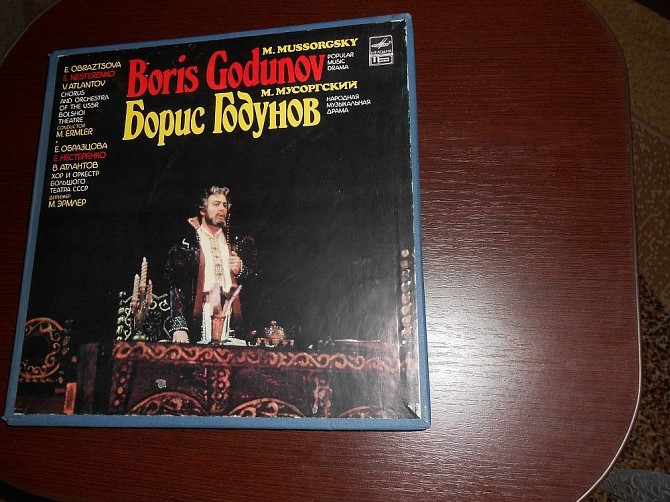 E. OBRAZTSOVA
E. NESTERENKO
V. ATLANTOV
CHORUS
AND ORCHESTRA
OF THE USSR
BOLSHOI
THEATRE
CONDUCTOR
M. ERMLER
Е. ОБРАЗЦОВА
Е. НЕСТЕРЕНКО
В. АТЛАНТОВ
ХОР И ОРКЕСТР
БОЛЬШОГО
ТЕАТРА СССР
ДИРИЖЕР
М. ЭРМЛЕР
M. MUSSORGSKY
Boris Godunov
POPULAR
MUSIC
DRAMA
М. МУСОРГСКИЙ
Борис Годунов
НАРОДНАЯ
МУЗЫКАЛЬНАЯ
ДРАМА
МЕЛОДИЯ